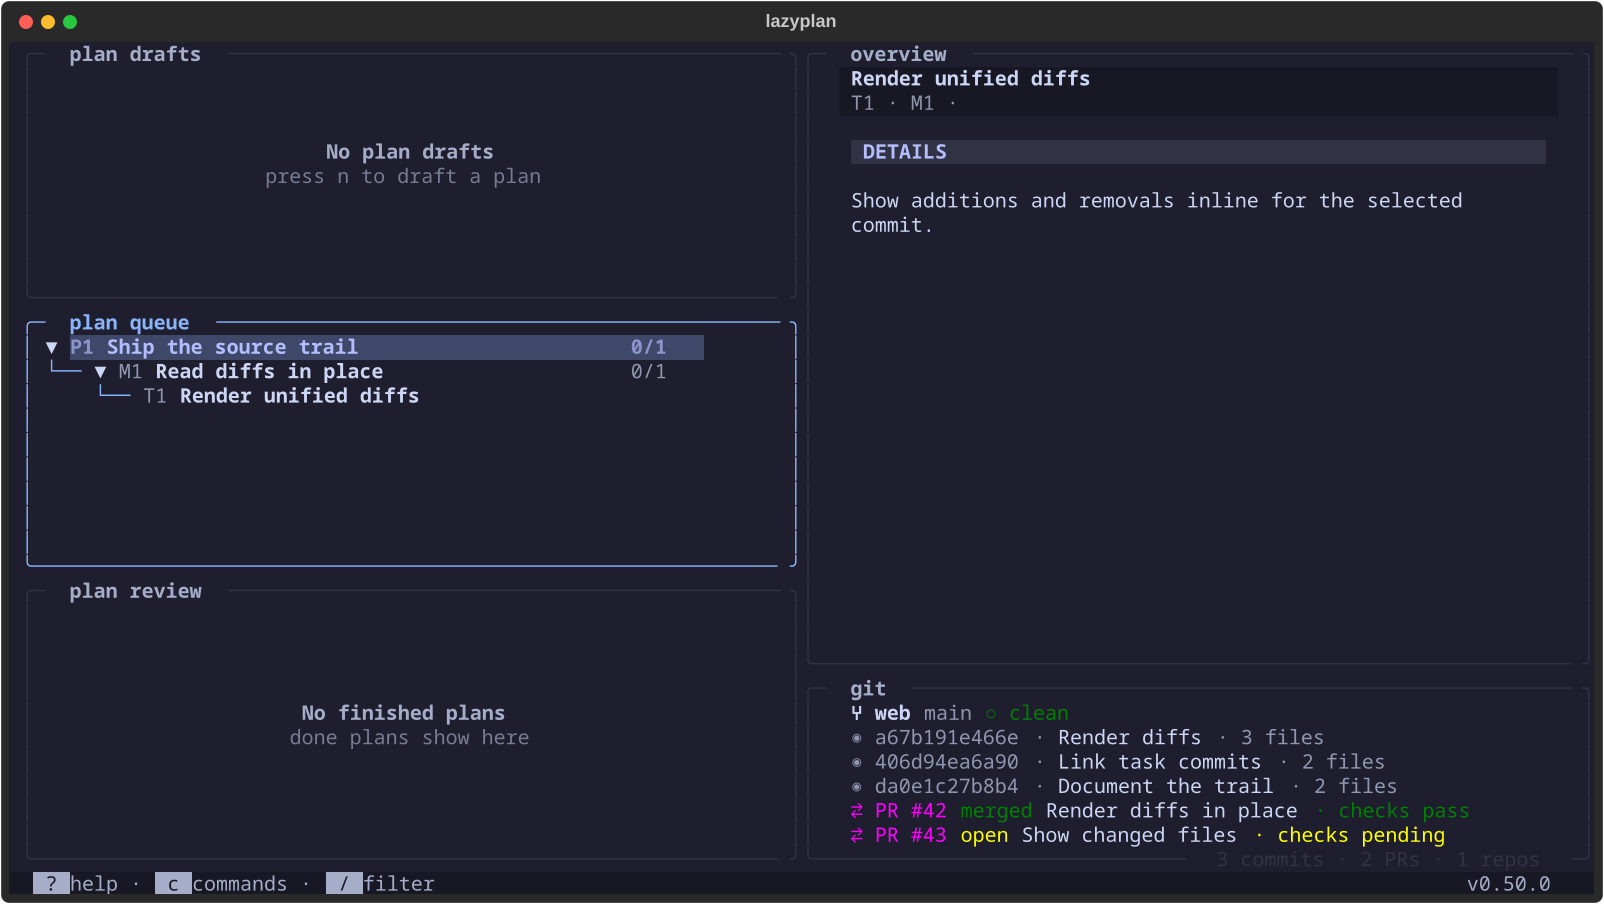 lazyplan
plan drafts
No plan drafts
press n to draft a plan
plan queue
▼ P1 Ship the source trail 0/1
▼ M1 Read diffs in place 0/1
T1 Render unified diffs
plan review
No finished plans
done plans show here
overview
Render unified diffs
T1 · M1 ·
DETAILS
Show additions and removals inline for the selected
commit.
git
web main ○ clean
◉ a67b191e466e · Render diffs · 3 files
◉ 406d94ea6a90 · Link task commits · 2 files
◉ da0e1c27b8b4 · Document the trail · 2 files
⇄ PR #42 merged Render diffs in place · checks pass
⇄ PR #43 open Show changed files · checks pending
3 commits · 2 PRs · 1 repos
? help · c commands · / filter
v0.50.0